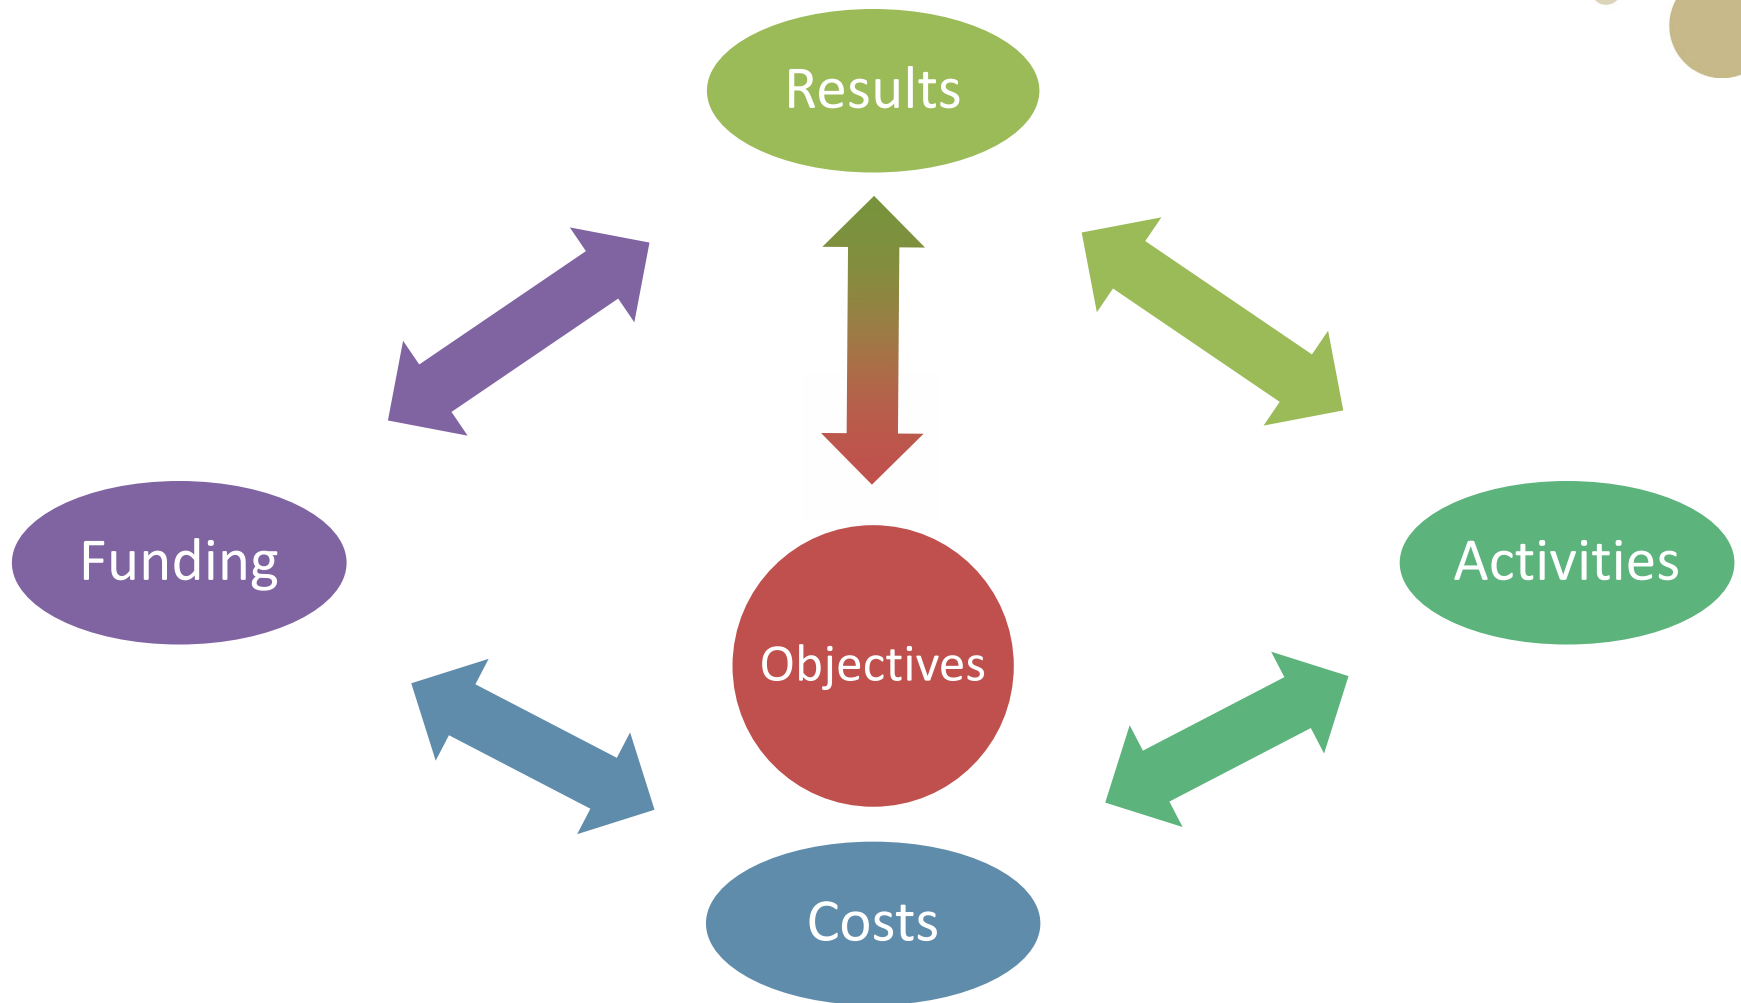 Results
Funding
Activities
Objectives
Costs